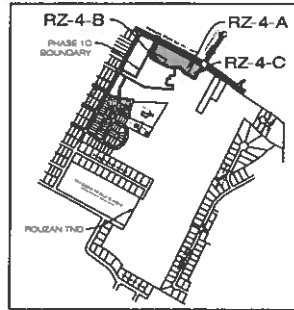 RZ-4-B
RZ-4-A
PHASE 1C
BOUNDARY
RZ-4-C
ROUZAN TND